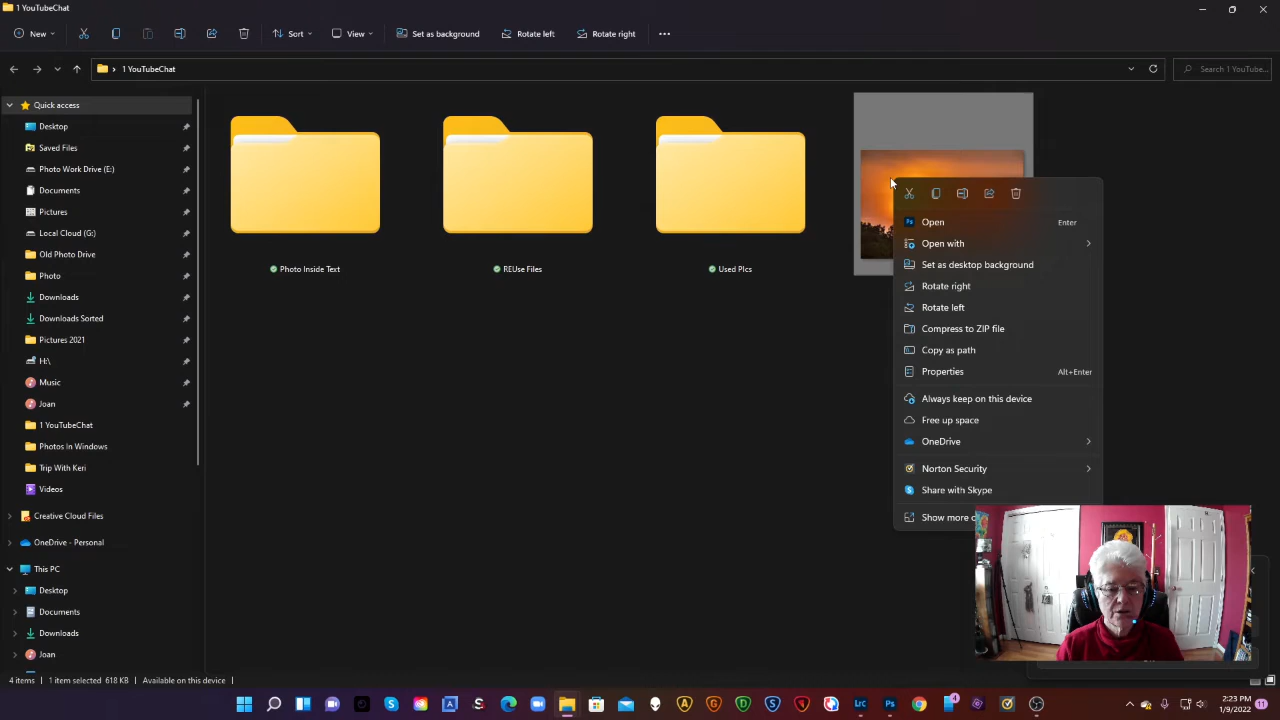 1 YouTubeChat
New
Sort
View
Set as background
Rotate left
Rotate right
1 YouTubeChat
Search 1 YouTube...
Quick access
Desktop
Saved Files
Photo Work Drive (E:)
Documents
Pictures
Local Cloud (G:)
Old Photo Drive
Photo
Downloads
Downloads Sorted
Pictures 2021
H:\
Music
Joan
1 YouTubeChat
Photos In Windows
Trip With Keri
Videos
Creative Cloud Files
OneDrive - Personal
This PC
Desktop
Documents
Downloads
Joan
Photo Inside Text
REUse Files
Used PIcs
Open Enter
Open with
Set as desktop background
Rotate right
Rotate left
Compress to ZIP file
Copy as path
Properties Alt+Enter
Always keep on this device
Free up space
OneDrive
Norton Security
Share with Skype
Show more
4 items
1 item selected 618 KB
Available on this device
2:23 PM
1/9/2022